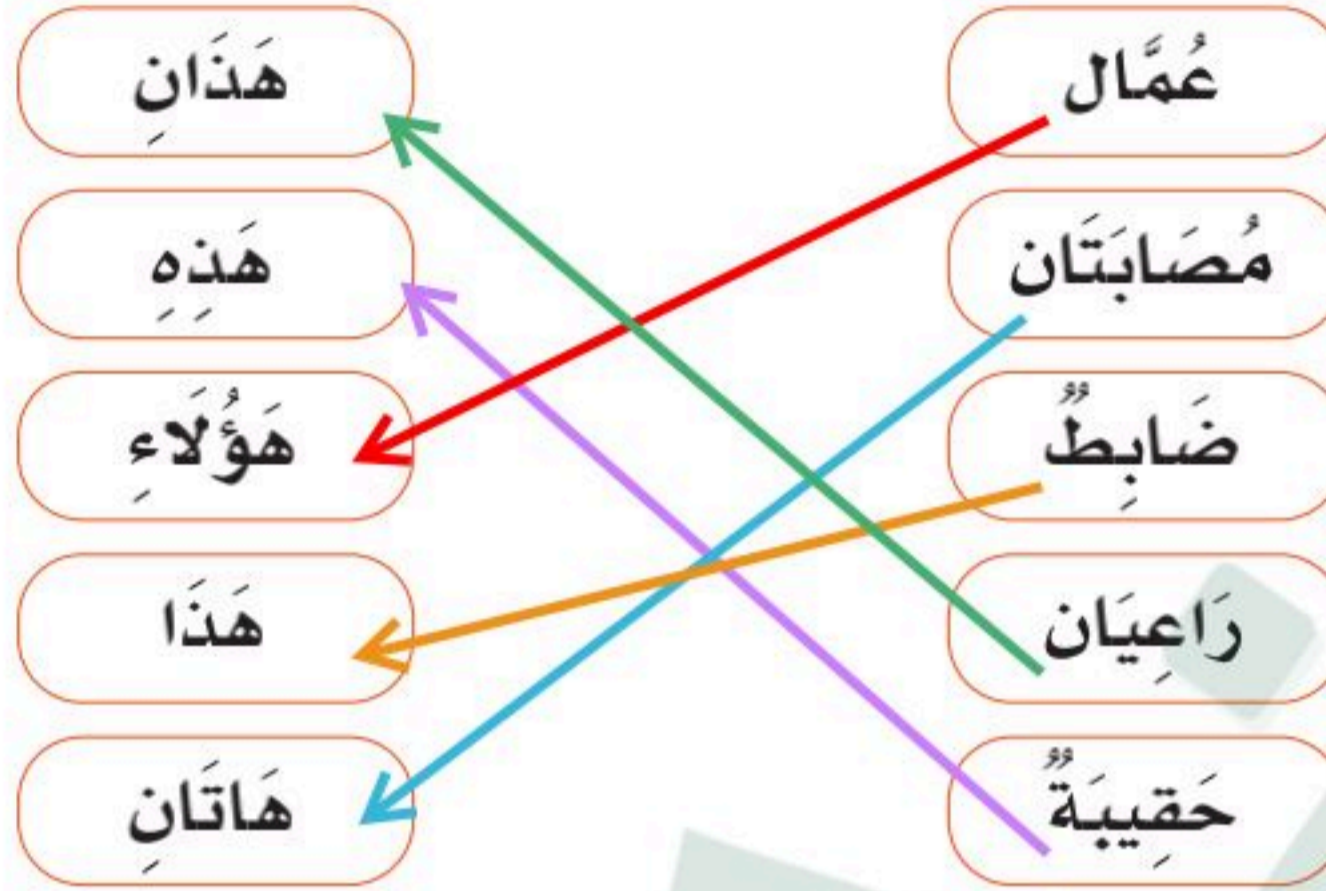 عُمَّال
هَذَانِ
مُصَابَتَان
هَذِهِ
ضَابِطٌ
هَؤُلَاءِ
رَاعِيَان
هَذَا
حَقِيبَةٌ
هَاتَانِ